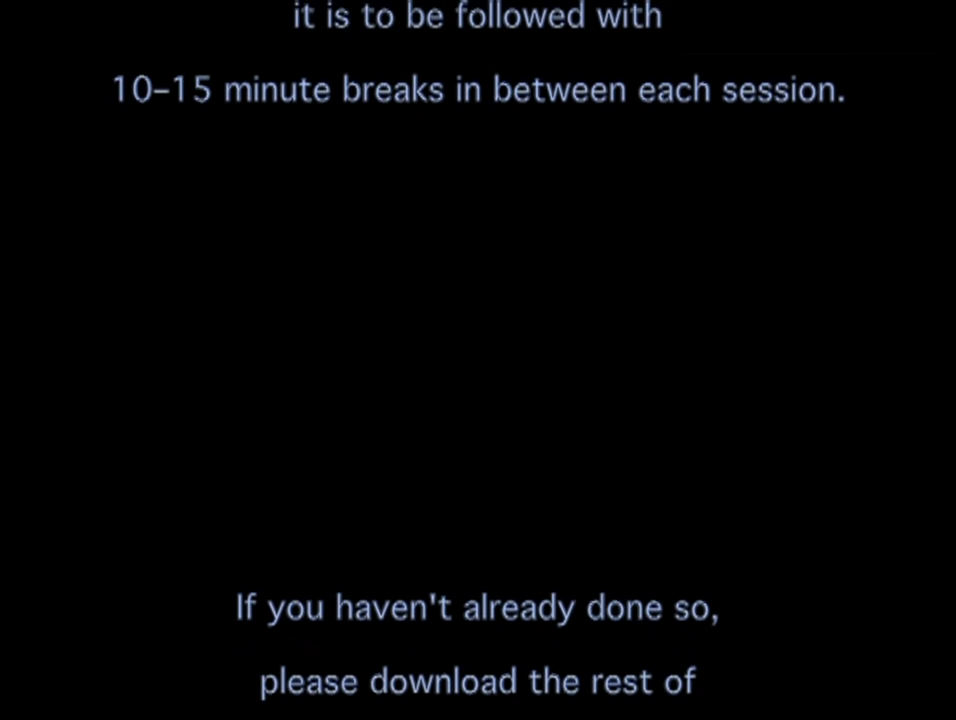 it is to be followed with
10–15 minute breaks in between each session.
If you haven't already done so,
please download the rest of